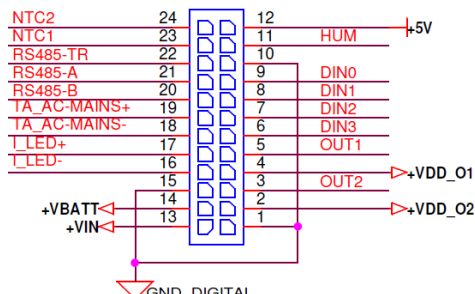 NTC2 24 12 +5V
NTC1 23 11 HUM
RS485-TR 22 10
RS485-A 21 9 DIN0
RS485-B 20 8 DIN1
TA_AC-MAINS+ 19 7 DIN2
TA_AC-MAINS- 18 6 DIN3
I_LED+ 17 5 OUT1
I_LED- 16 4 +VDD_O1
15 3 OUT2
+VBATT 14 2 +VDD_O2
+VIN 13 1
GND_DIGITAL